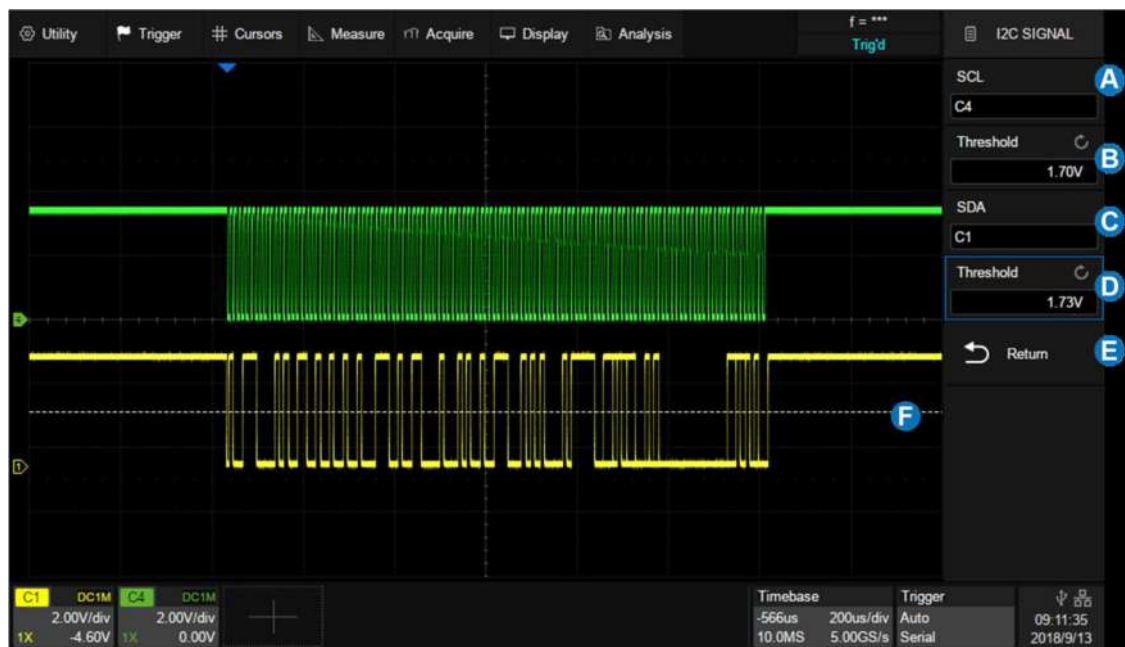 Utility Trigger Cursors Measure Acquire Display Analysis
f = ***
Trig'd
I2C SIGNAL
SCL
A
C4
Threshold
B
1.70V
SDA
C
C1
Threshold
D
1.73V
Return
E
F
4
1
C1 DC1M
2.00V/div
1X -4.60V
C4 DC1M
2.00V/div
1X 0.00V
Timebase
-566us 200us/div
10.0MS 5.00GS/s
Trigger
Auto
Serial
09:11:35
2018/9/13